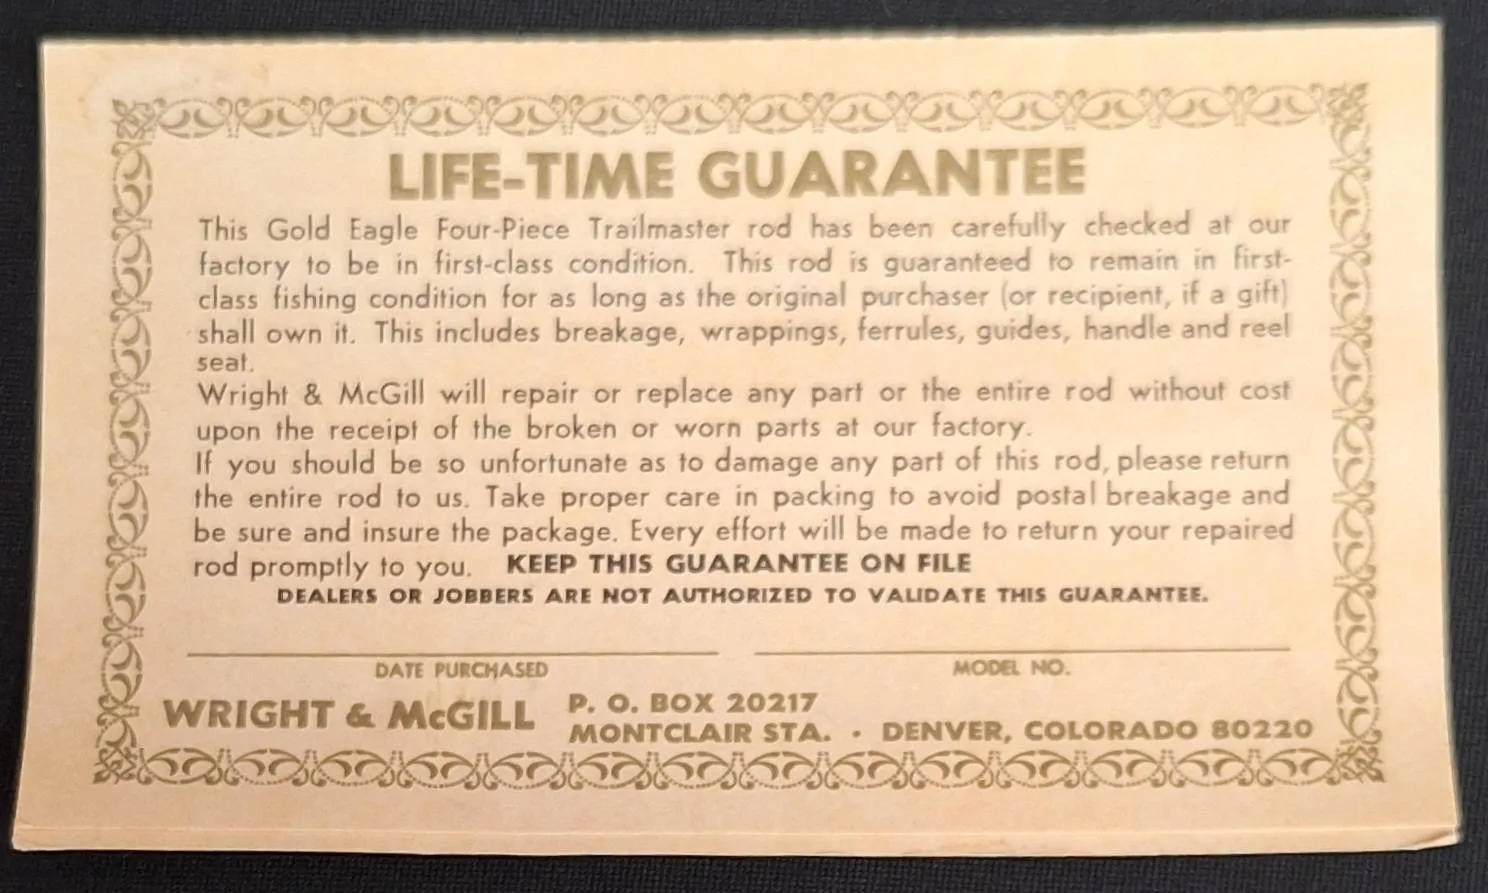 LIFE-TIME GUARANTEE
This Gold Eagle Four-Piece Trailmaster rod has been carefully checked at our
factory to be in first-class condition. This rod is guaranteed to remain in first-
class fishing condition for as long as the original purchaser (or recipient, if a gift)
shall own it. This includes breakage, wrappings, ferrules, guides, handle and reel
seat.
Wright & McGill will repair or replace any part or the entire rod without cost
upon the receipt of the broken or worn parts at our factory.
If you should be so unfortunate as to damage any part of this rod, please return
the entire rod to us. Take proper care in packing to avoid postal breakage and
be sure and insure the package. Every effort will be made to return your repaired
rod promptly to you. KEEP THIS GUARANTEE ON FILE
DEALERS OR JOBBERS ARE NOT AUTHORIZED TO VALIDATE THIS GUARANTEE.
DATE PURCHASED MODEL NO.
WRIGHT & McGILL P. O. BOX 20217
MONTCLAIR STA. · DENVER, COLORADO 80220